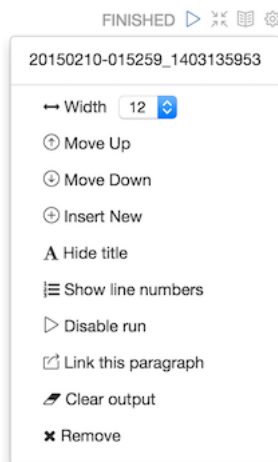 FINISHED
20150210-015259_1403135953
Width 12
Move Up
Move Down
Insert New
A Hide title
Show line numbers
Disable run
Link this paragraph
Clear output
Remove